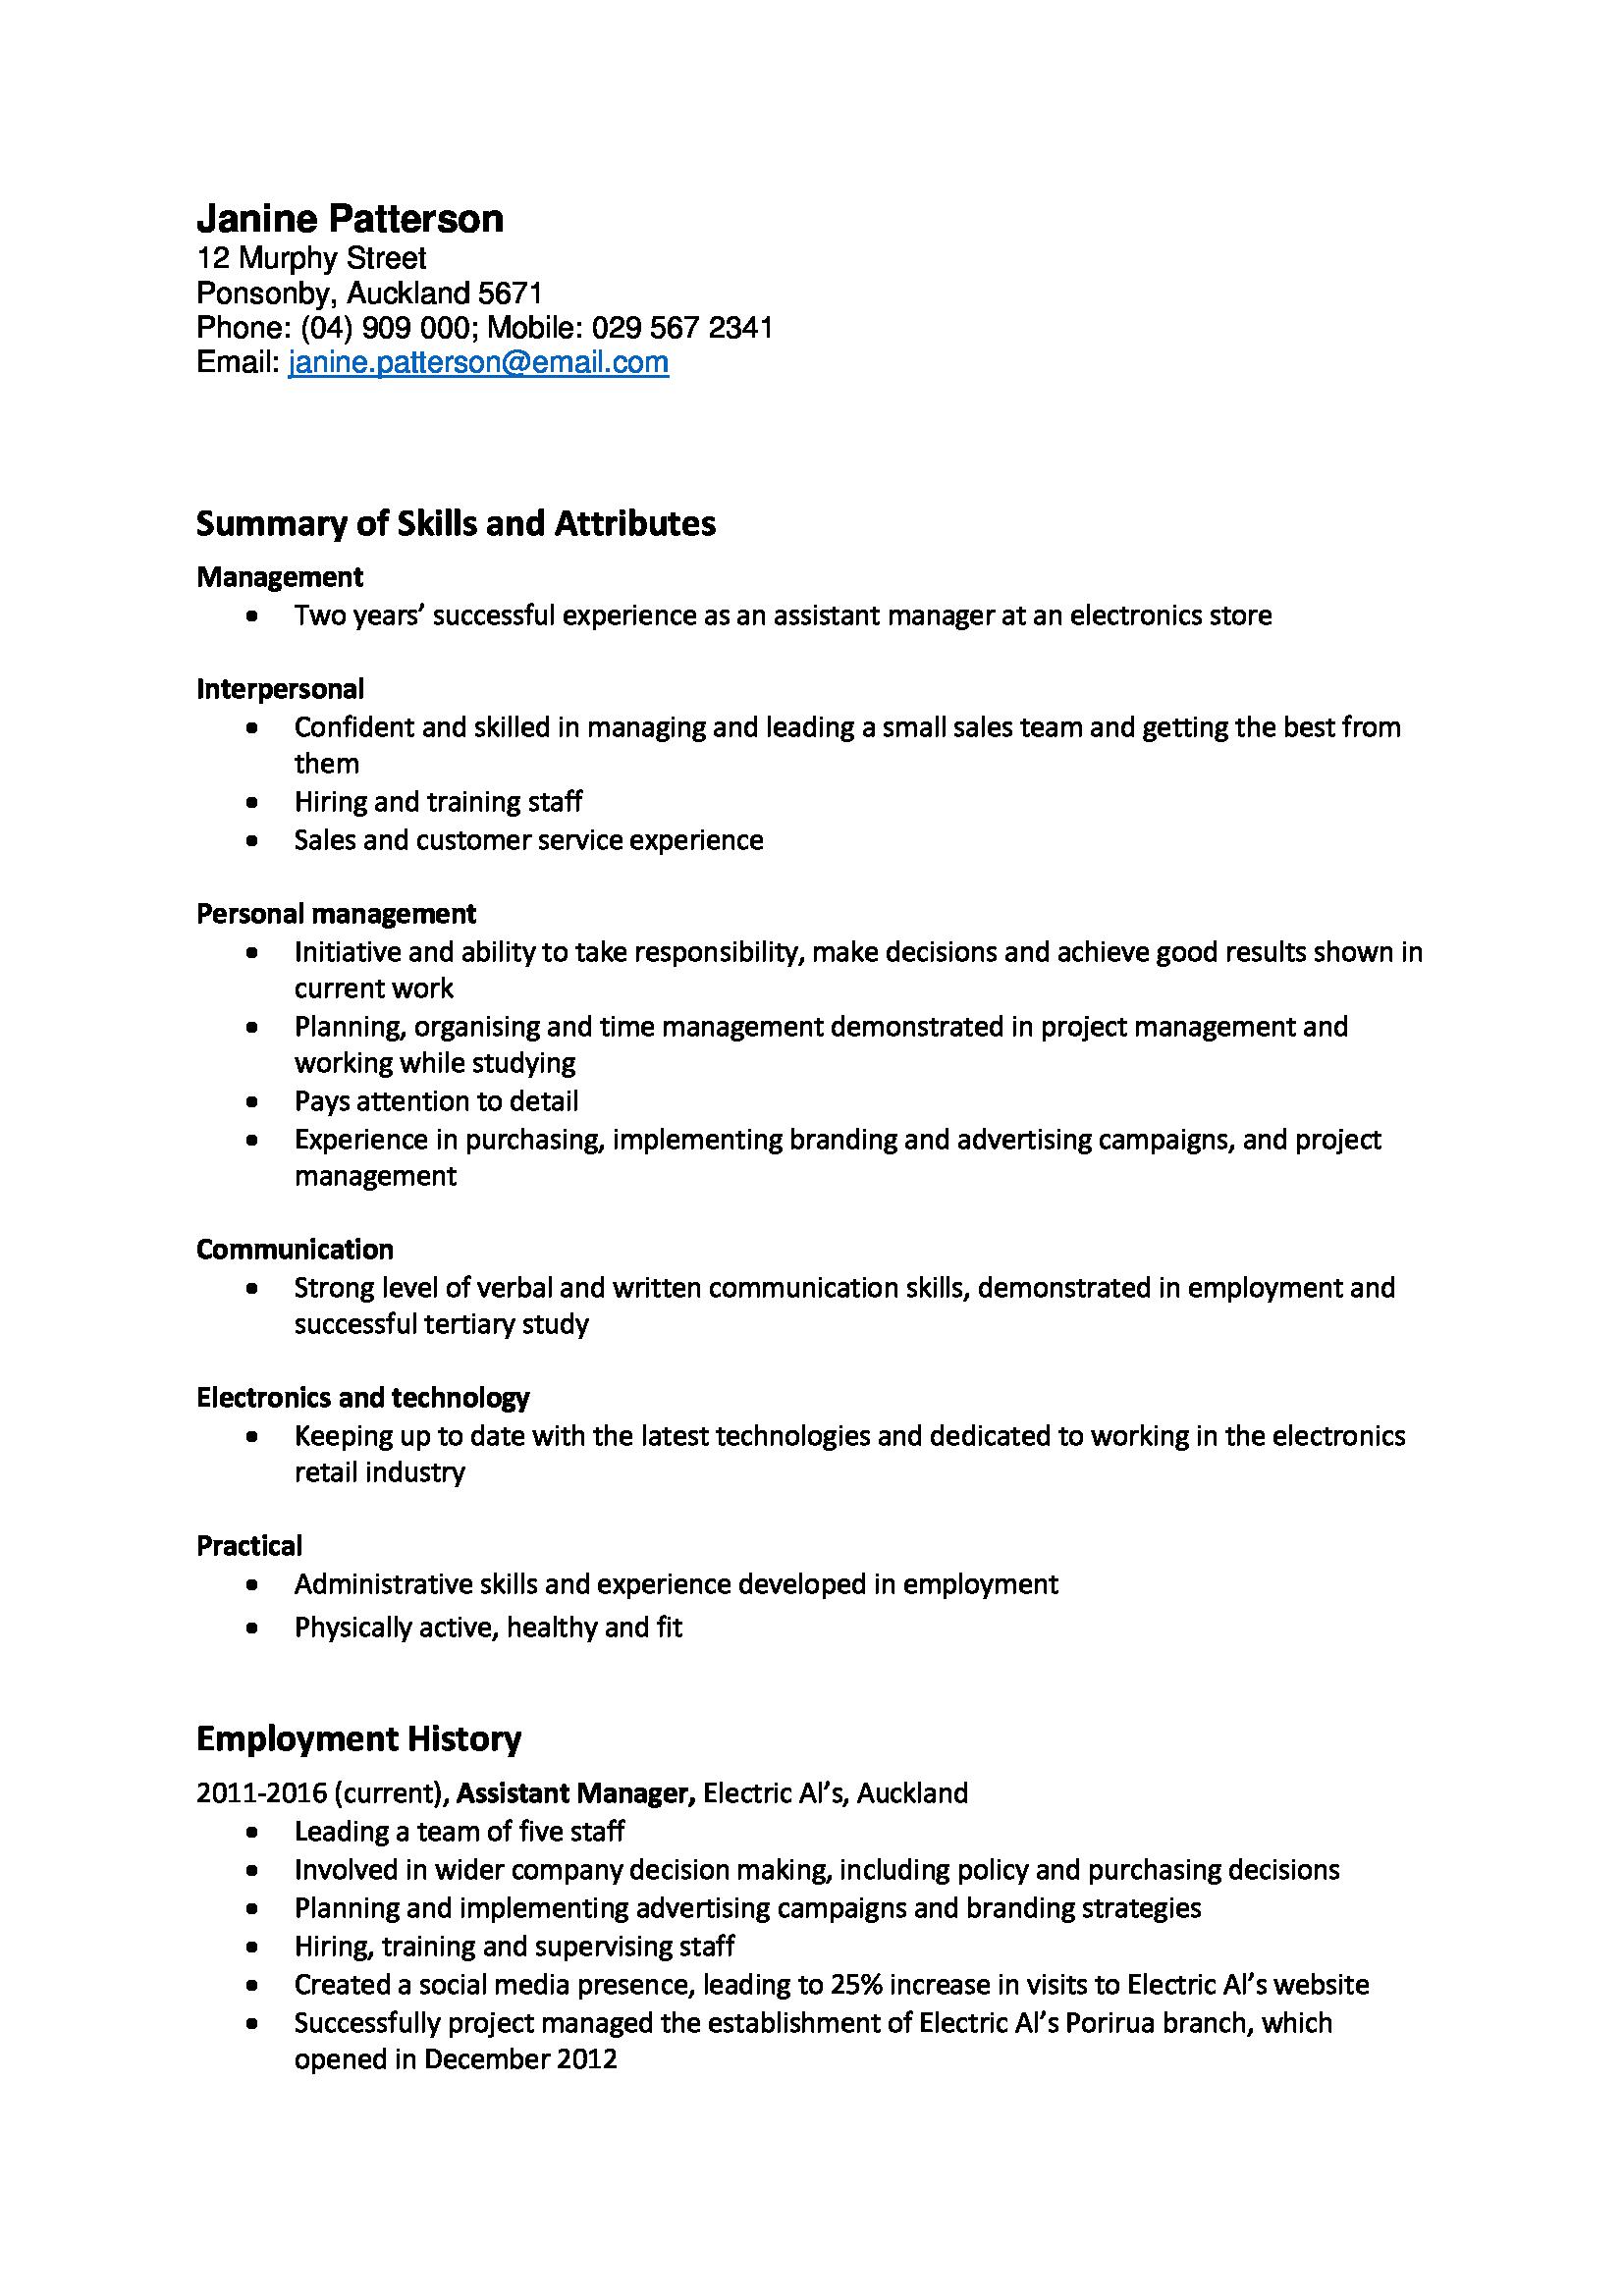 Janine Patterson
12 Murphy Street
Ponsonby, Auckland 5671
Phone: (04) 909 000; Mobile: 029 567 2341
Email: janine.patterson@email.com
Summary of Skills and Attributes
Management
• Two years’ successful experience as an assistant manager at an electronics store
Interpersonal
• Confident and skilled in managing and leading a small sales team and getting the best from
them
• Hiring and training staff
• Sales and customer service experience
Personal management
• Initiative and ability to take responsibility, make decisions and achieve good results shown in
current work
• Planning, organising and time management demonstrated in project management and
working while studying
• Pays attention to detail
• Experience in purchasing, implementing branding and advertising campaigns, and project
management
Communication
• Strong level of verbal and written communication skills, demonstrated in employment and
successful tertiary study
Electronics and technology
• Keeping up to date with the latest technologies and dedicated to working in the electronics
retail industry
Practical
• Administrative skills and experience developed in employment
• Physically active, healthy and fit
Employment History
2011-2016 (current), Assistant Manager, Electric Al’s, Auckland
• Leading a team of five staff
• Involved in wider company decision making, including policy and purchasing decisions
• Planning and implementing advertising campaigns and branding strategies
• Hiring, training and supervising staff
• Created a social media presence, leading to 25% increase in visits to Electric Al’s website
• Successfully project managed the establishment of Electric Al’s Porirua branch, which
opened in December 2012